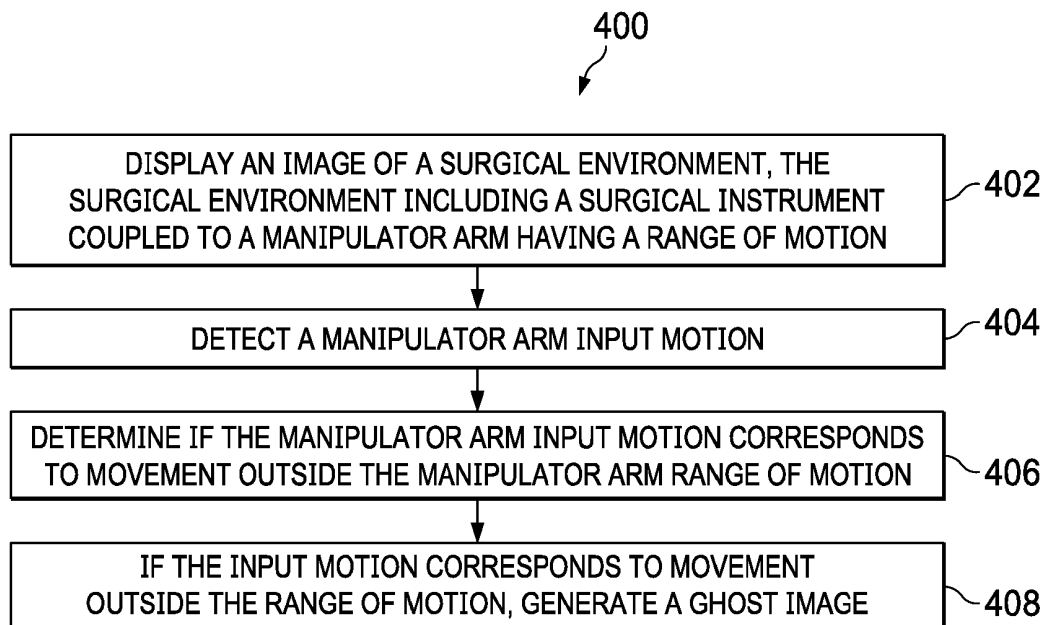 400
DISPLAY AN IMAGE OF A SURGICAL ENVIRONMENT, THE
SURGICAL ENVIRONMENT INCLUDING A SURGICAL INSTRUMENT
COUPLED TO A MANIPULATOR ARM HAVING A RANGE OF MOTION
402
DETECT A MANIPULATOR ARM INPUT MOTION
404
DETERMINE IF THE MANIPULATOR ARM INPUT MOTION CORRESPONDS
TO MOVEMENT OUTSIDE THE MANIPULATOR ARM RANGE OF MOTION
406
IF THE INPUT MOTION CORRESPONDS TO MOVEMENT
OUTSIDE THE RANGE OF MOTION, GENERATE A GHOST IMAGE
408